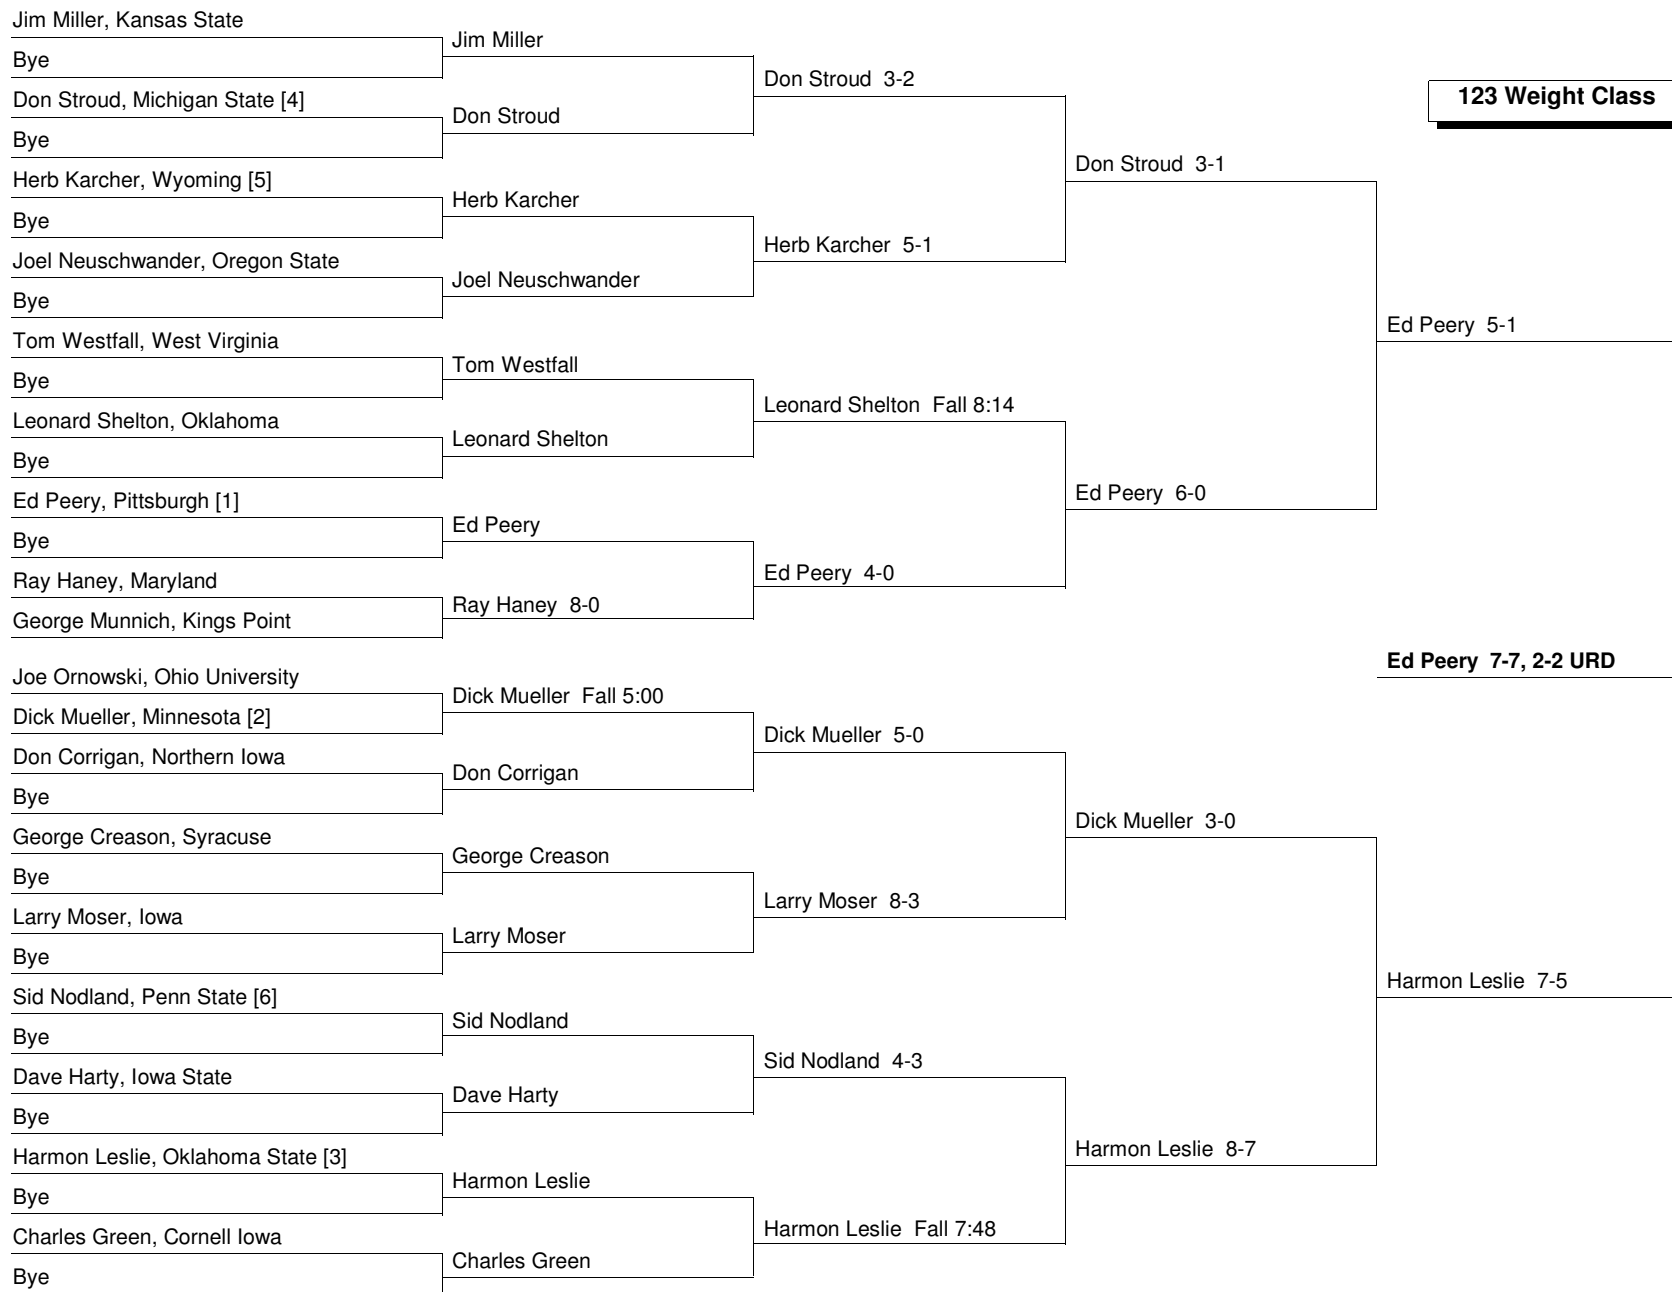 Jim Miller, Kansas State
Bye
Don Stroud, Michigan State [4]
Bye
Herb Karcher, Wyoming [5]
Bye
Joel Neuschwander, Oregon State
Bye
Tom Westfall, West Virginia
Bye
Leonard Shelton, Oklahoma
Bye
Ed Peery, Pittsburgh [1]
Bye
Ray Haney, Maryland
George Munnich, Kings Point
Joe Ornowski, Ohio University
Dick Mueller, Minnesota [2]
Don Corrigan, Northern Iowa
Bye
George Creason, Syracuse
Bye
Larry Moser, Iowa
Bye
Sid Nodland, Penn State [6]
Bye
Dave Harty, Iowa State
Bye
Harmon Leslie, Oklahoma State [3]
Bye
Charles Green, Cornell Iowa
Bye
Jim Miller
Don Stroud
Herb Karcher
Joel Neuschwander
Tom Westfall
Leonard Shelton
Ed Peery
Ray Haney 8-0
Dick Mueller Fall 5:00
Don Corrigan
George Creason
Larry Moser
Sid Nodland
Dave Harty
Harmon Leslie
Charles Green
Don Stroud 3-2
Herb Karcher 5-1
Leonard Shelton Fall 8:14
Ed Peery 4-0
Dick Mueller 5-0
Larry Moser 8-3
Sid Nodland 4-3
Harmon Leslie Fall 7:48
Don Stroud 3-1
Ed Peery 6-0
Dick Mueller 3-0
Harmon Leslie 8-7
123 Weight Class
Ed Peery 5-1
Ed Peery 7-7, 2-2 URD
Harmon Leslie 7-5